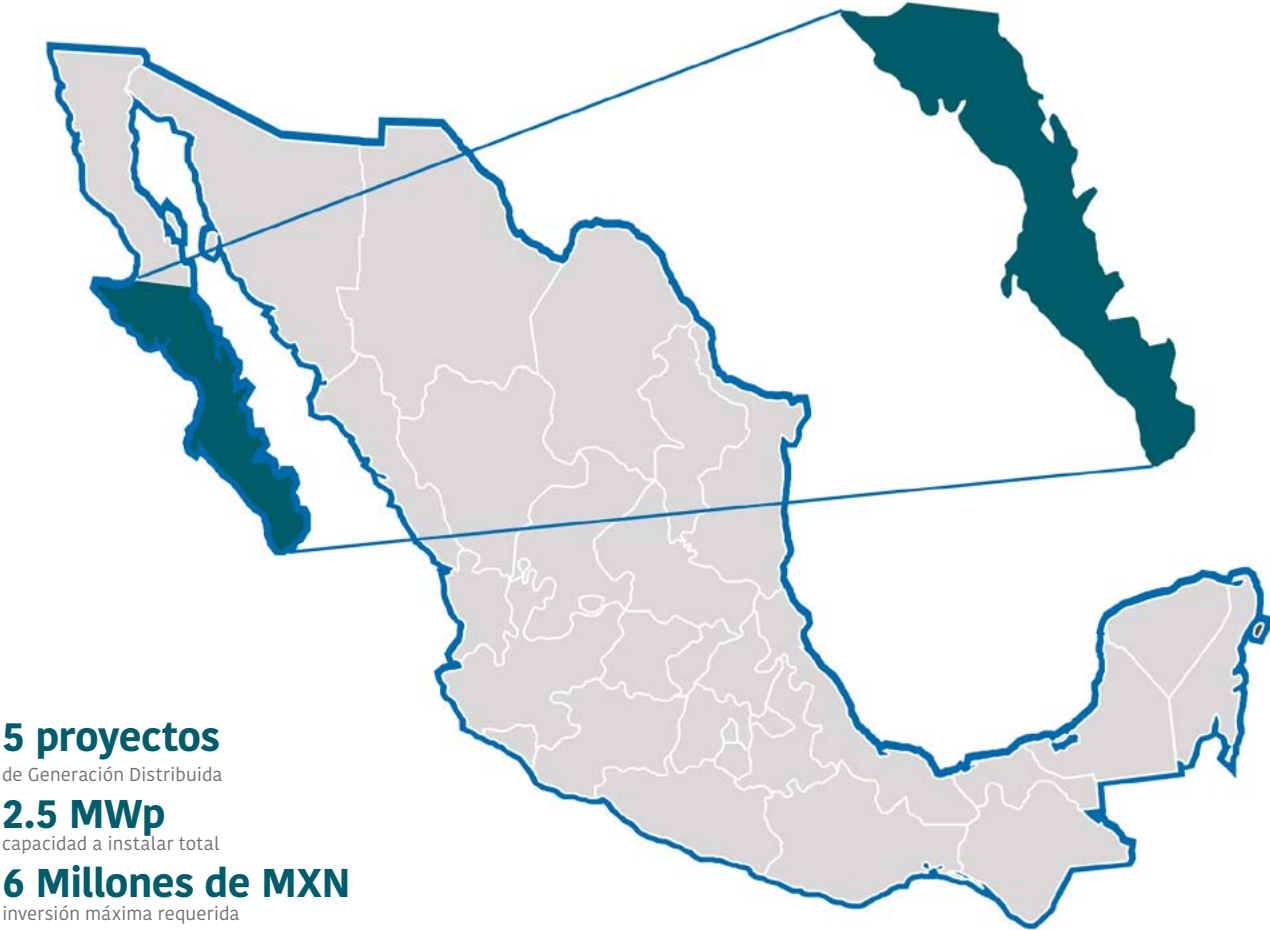 5 proyectos
de Generación Distribuida
2.5 MWp
capacidad a instalar total
6 Millones de MXN
inversión máxima requerida